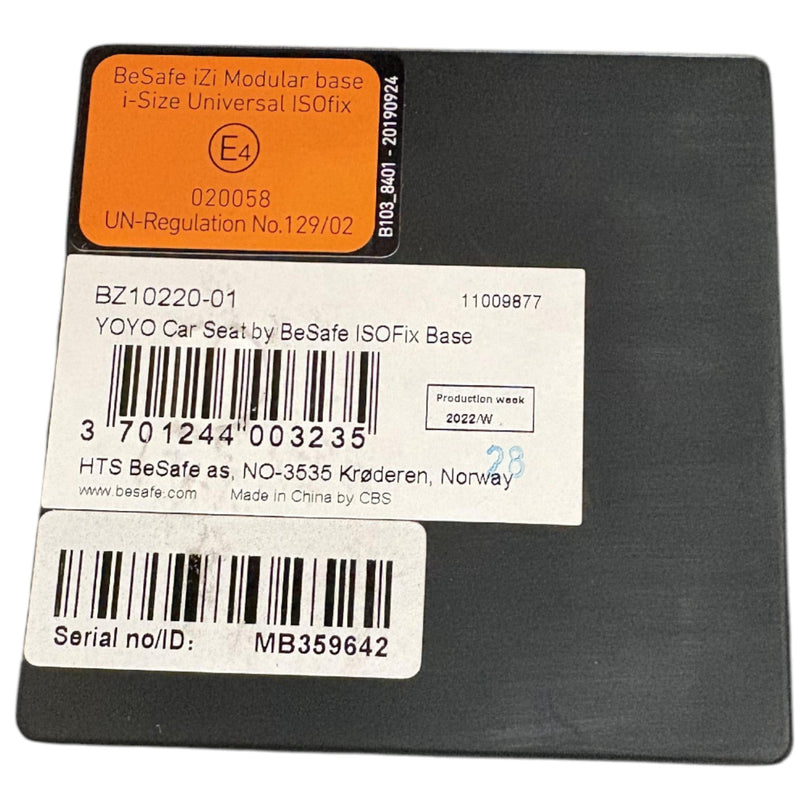 BeSafe iZi Modular base
i-Size Universal ISOfix
E4
020058
UN-Regulation No.129/02
B103_8401 - 20190924
BZ10220-01 11009877
YOYO Car Seat by BeSafe ISOFix Base
3 701244 003235
Production week
2022/W
28
HTS BeSafe as, NO-3535 Krøderen, Norway
www.besafe.com Made in China by CBS
Serial no/ID: MB359642